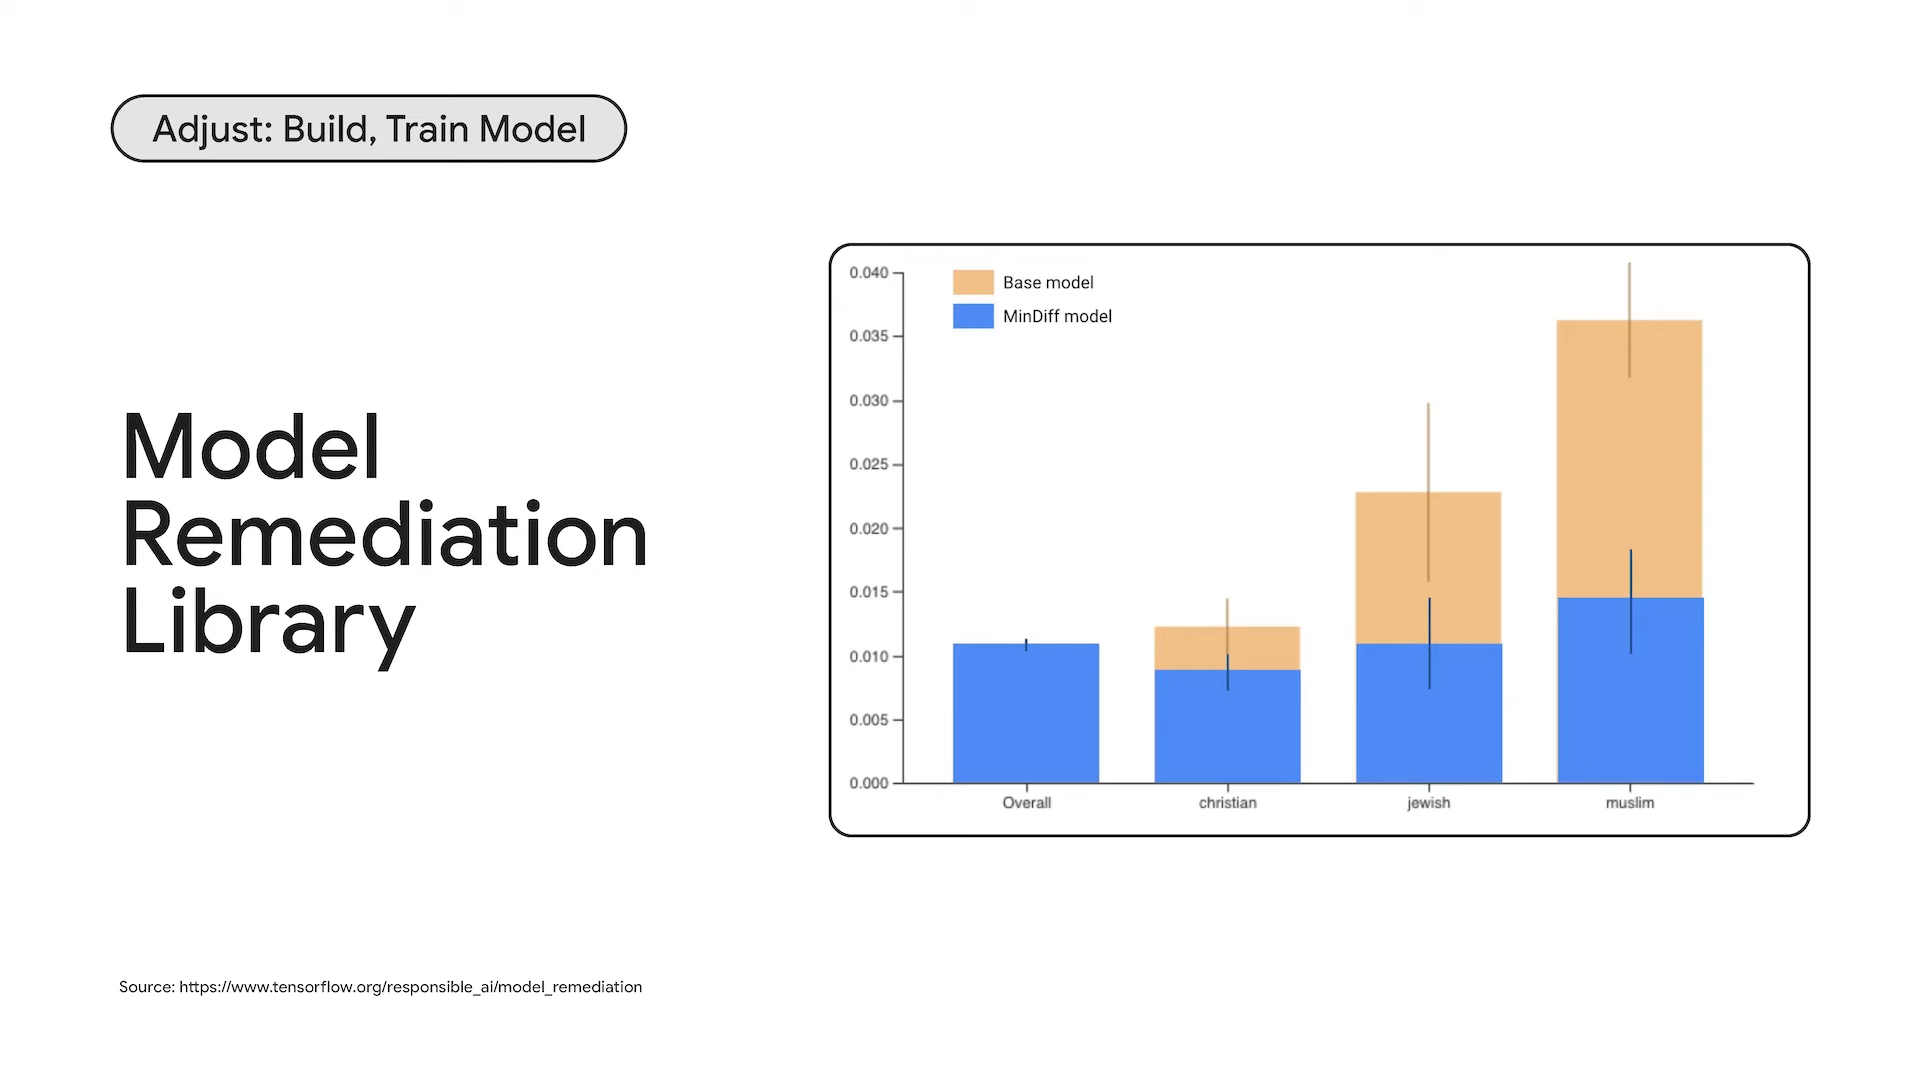 Adjust: Build, Train Model
Model
Remediation
Library
0.040
0.035
0.030
0.025
0.020
0.015
0.010
0.005
0.000
Base model
MinDiff model
Overall
christian
jewish
muslim
Source: https://www.tensorflow.org/responsible_ai/model_remediation